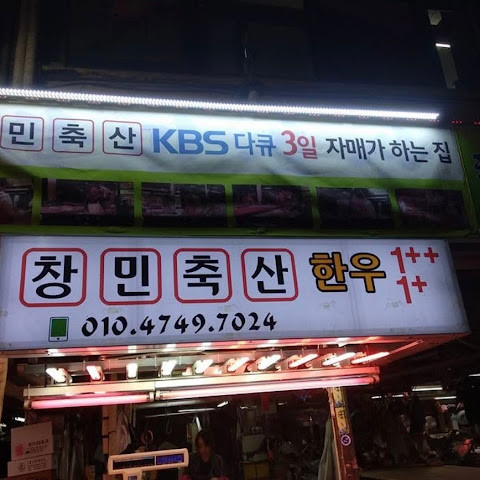 민축산 KBS 다큐 3일 자매가 하는 집
창민축산 한우 1++
1+
010.4749.7024